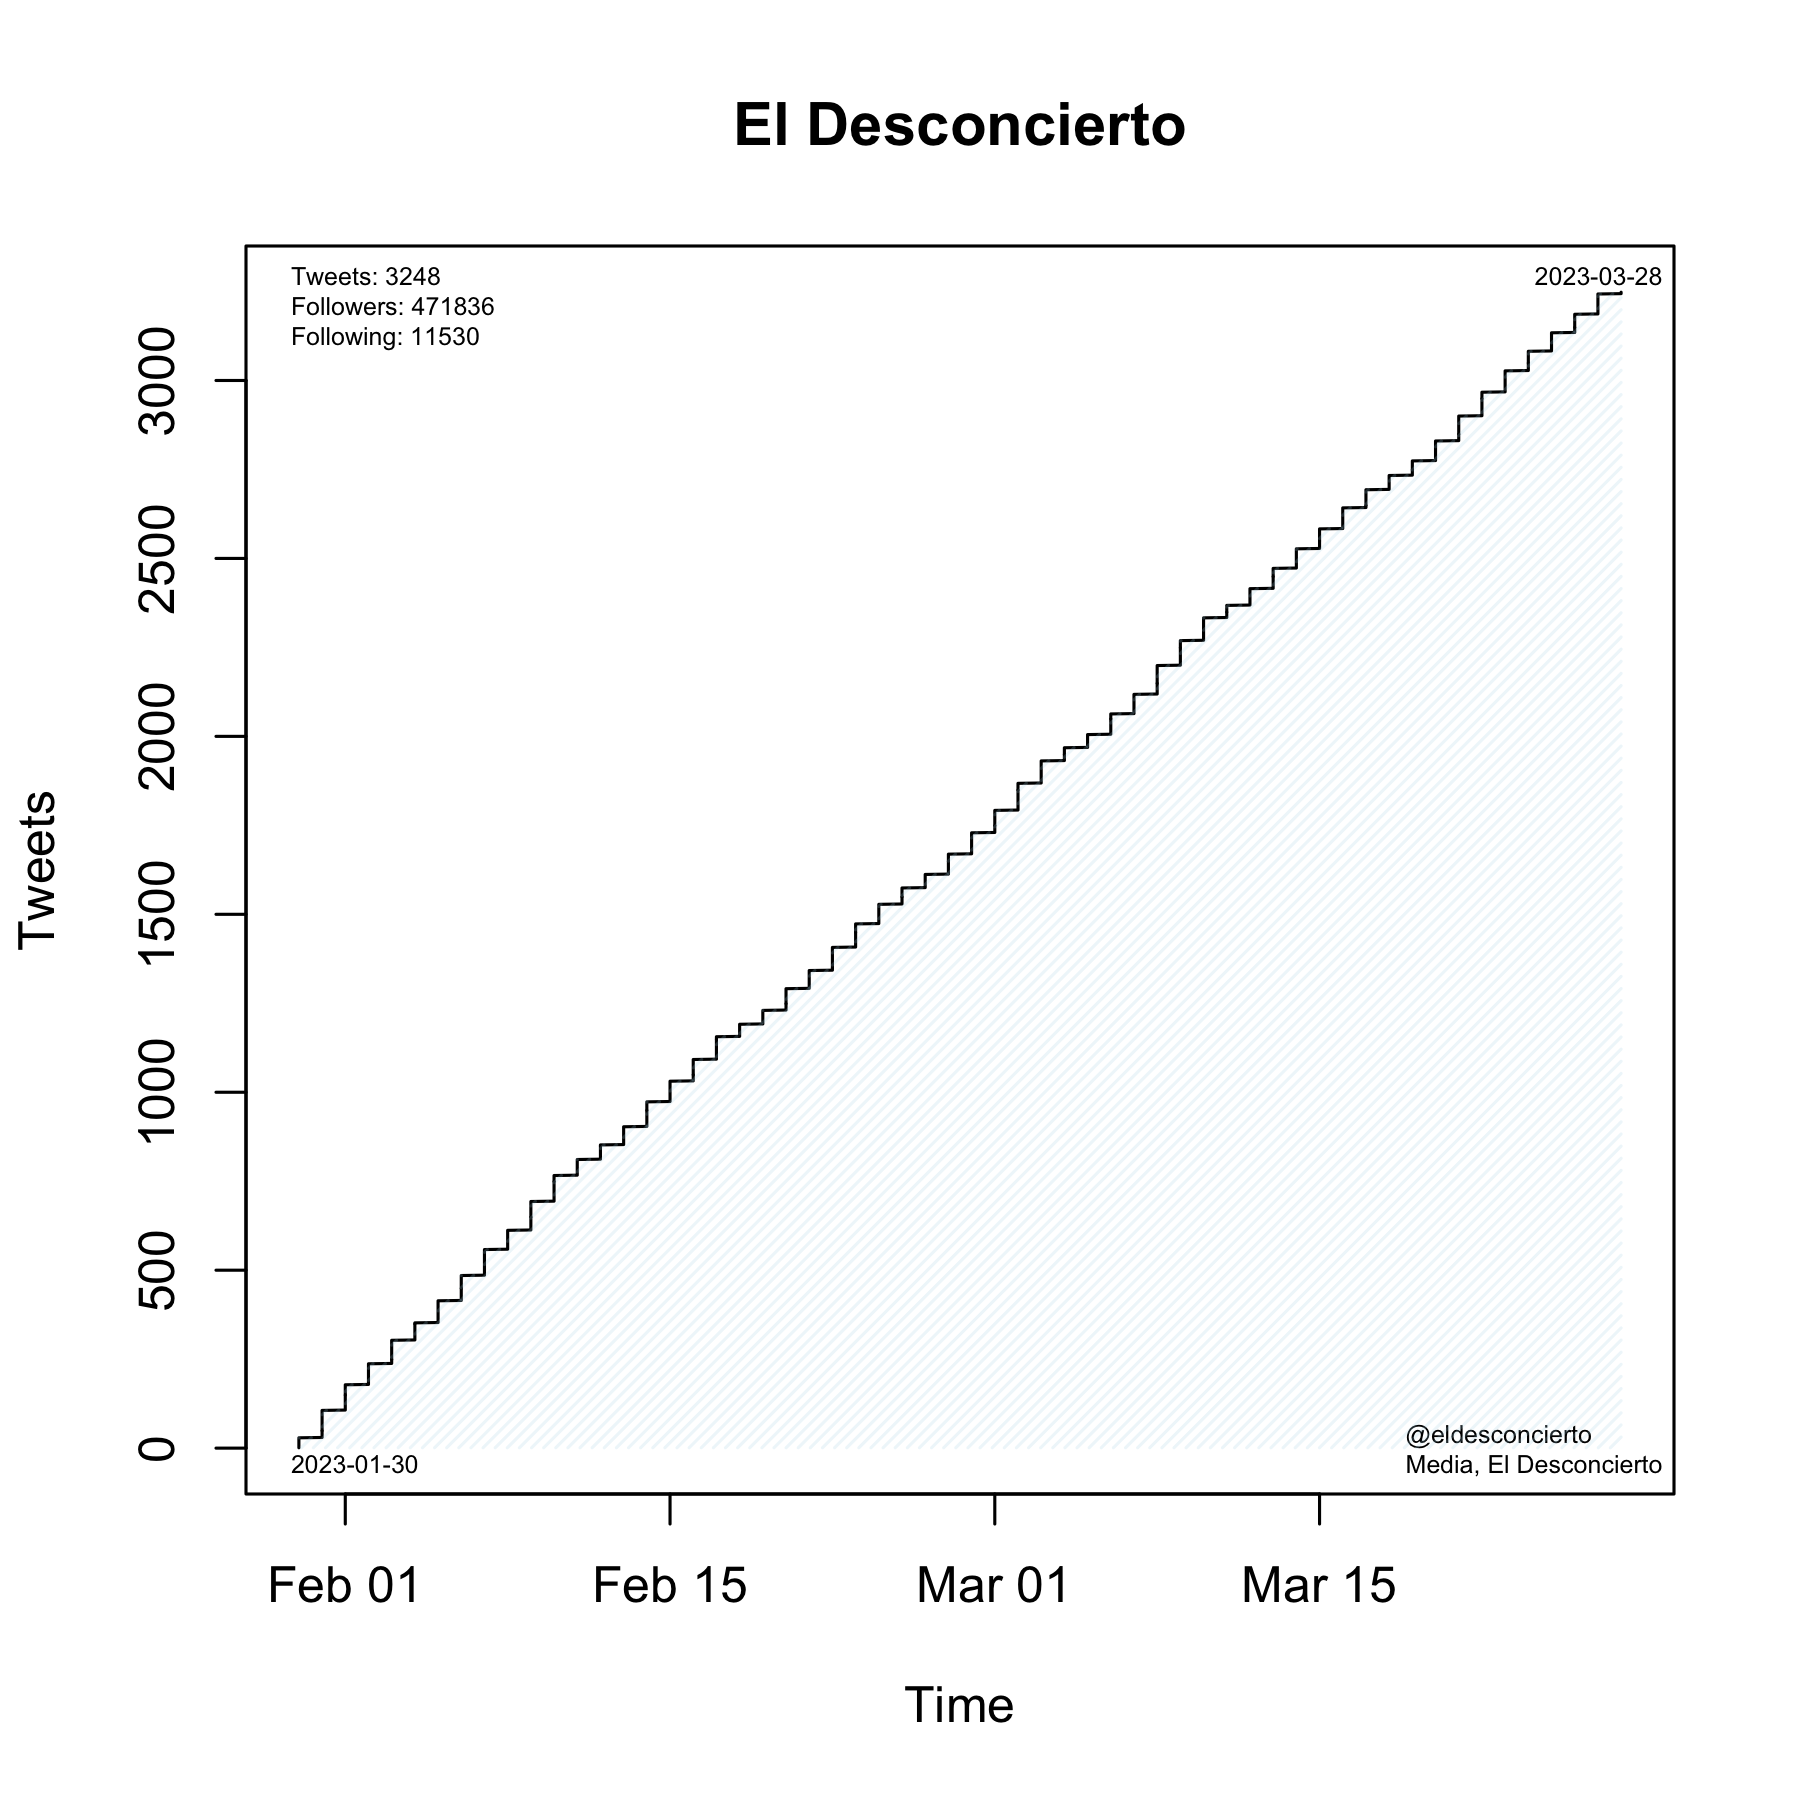 El Desconcierto
Tweets: 3248
Followers: 471836
Following: 11530
2023-03-28
3000
2500
2000
1500
1000
500
0
Tweets
@eldesconcierto
Media, El Desconcierto
2023-01-30
Feb 01
Feb 15
Mar 01
Mar 15
Time